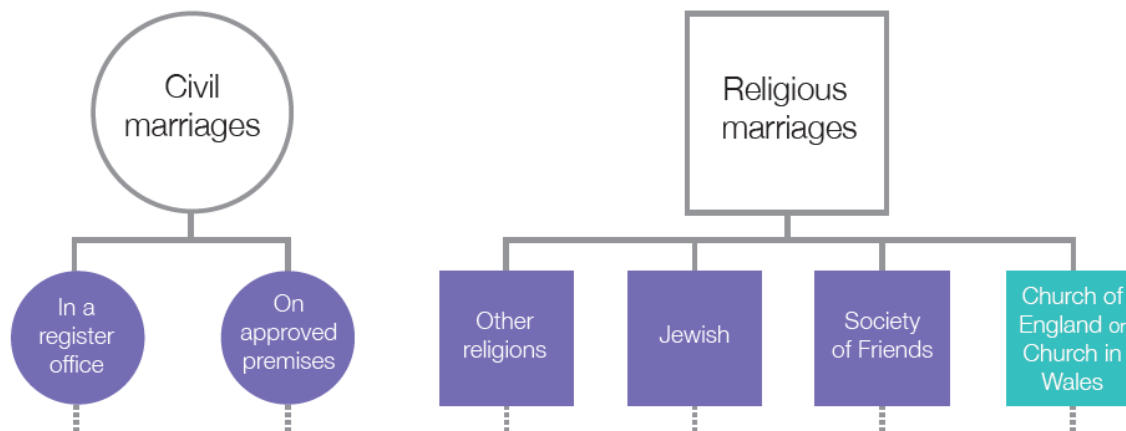 Civil
marriages
Religious
marriages
In a
register
office
On
approved
premises
Other
religions
Jewish
Society
of Friends
Church of
England or
Church in
Wales